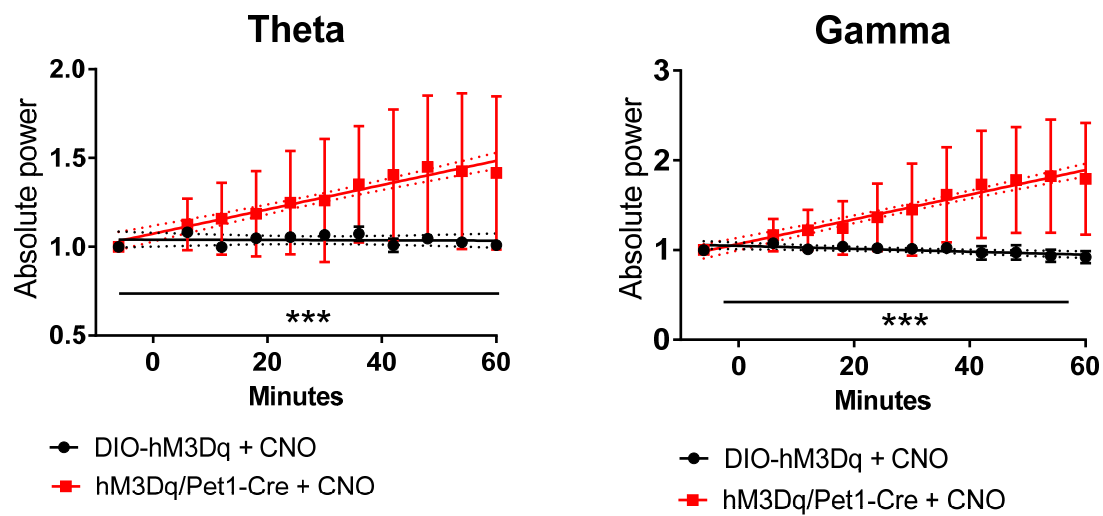 Theta
Absolute power
2.0
1.5
1.0
0.5
***
0
20
40
60
Minutes
DIO-hM3Dq + CNO
hM3Dq/Pet1-Cre + CNO
Gamma
Absolute power
3
2
1
0
***
0
20
40
60
Minutes
DIO-hM3Dq + CNO
hM3Dq/Pet1-Cre + CNO